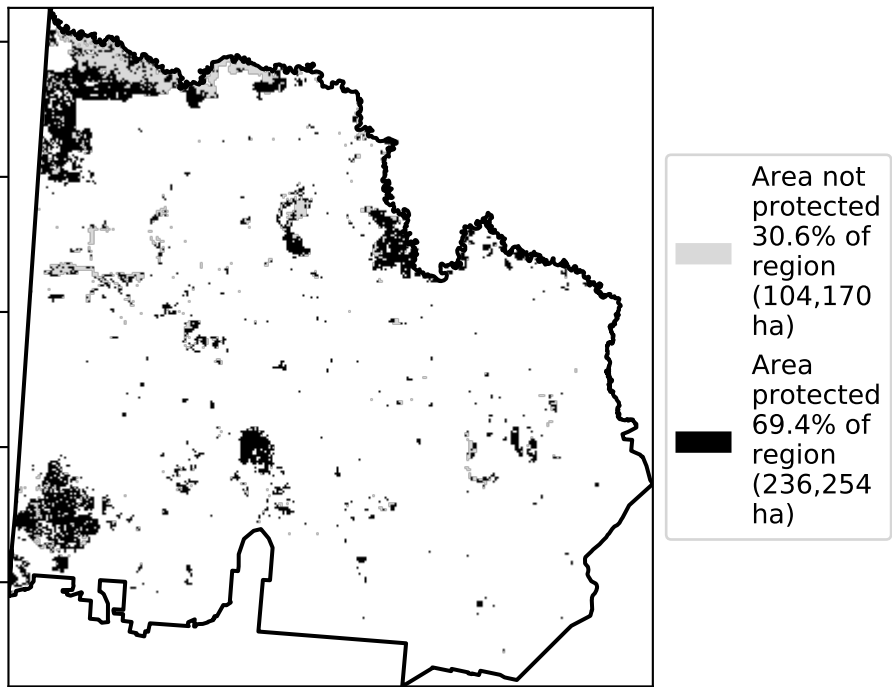 Area not
protected
30.6% of
region
(104,170
ha)
Area
protected
69.4% of
region
(236,254
ha)